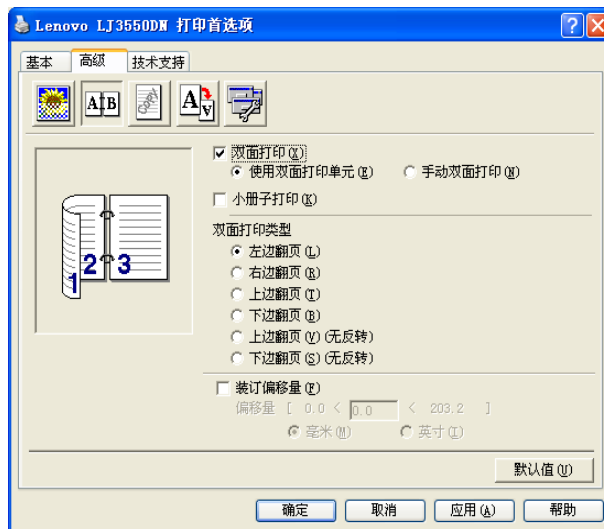 Lenovo LJ3550DN 打印首选项
基本 高级 技术支持
A B Copy A A
双面打印(X)
使用双面打印单元(E) 手动双面打印(N)
小册子打印(K)
双面打印类型
左边翻页(L)
右边翻页(R)
上边翻页(T)
下边翻页(B)
上边翻页(V)(无反转)
下边翻页(S)(无反转)
1 2 3
装订偏移量(F)
偏移量 [ 0.0 < 0.0 < 203.2 ]
毫米(M) 英寸(I)
默认值(U)
确定 取消 应用(A) 帮助